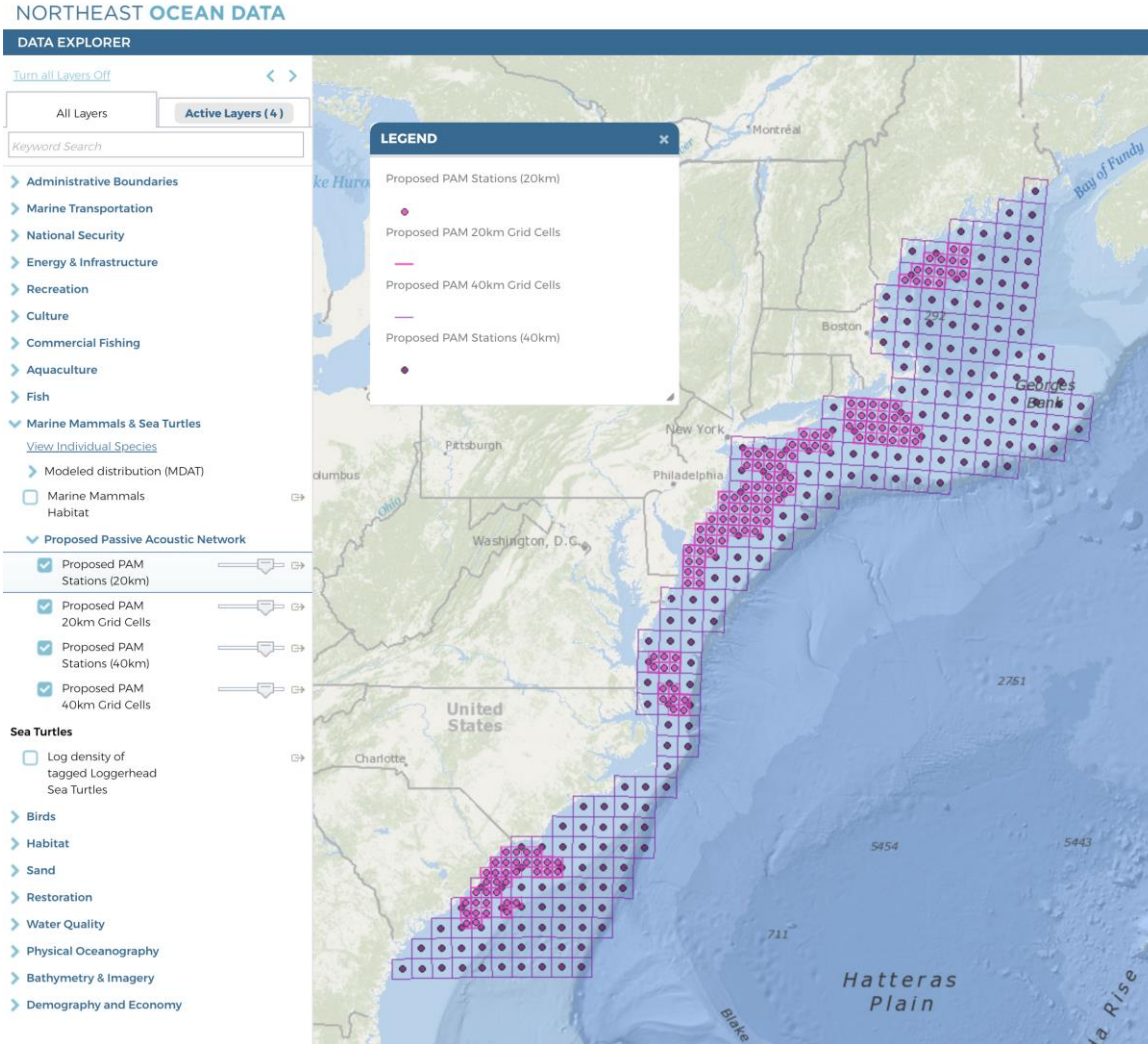 NORTHEAST OCEAN DATA
DATA EXPLORER
Turn all Layers Off
All Layers
Active Layers ( 4 )
Keyword Search
Administrative Boundaries
Marine Transportation
National Security
Energy & Infrastructure
Recreation
Culture
Commercial Fishing
Aquaculture
Fish
Marine Mammals & Sea Turtles
View Individual Species
Modeled distribution (MDAT)
Marine Mammals
Habitat
Proposed Passive Acoustic Network
Proposed PAM
Stations (20km)
Proposed PAM
20km Grid Cells
Proposed PAM
Stations (40km)
Proposed PAM
40km Grid Cells
Sea Turtles
Log density of
tagged Loggerhead
Sea Turtles
Birds
Habitat
Sand
Restoration
Water Quality
Physical Oceanography
Bathymetry & Imagery
Demography and Economy
LEGEND
Proposed PAM Stations (20km)
Proposed PAM 20km Grid Cells
Proposed PAM 40km Grid Cells
Proposed PAM Stations (40km)
Montréal
Bay of Fundy
ke Huro
292
Boston
Georges
Bank
New York
Pittsburgh
Philadelphia
olumbus
Ohio
Washington, D.C.
2751
United
States
Charlotte
5454
5443
711
Hatteras
Plain
Blake
a Rise